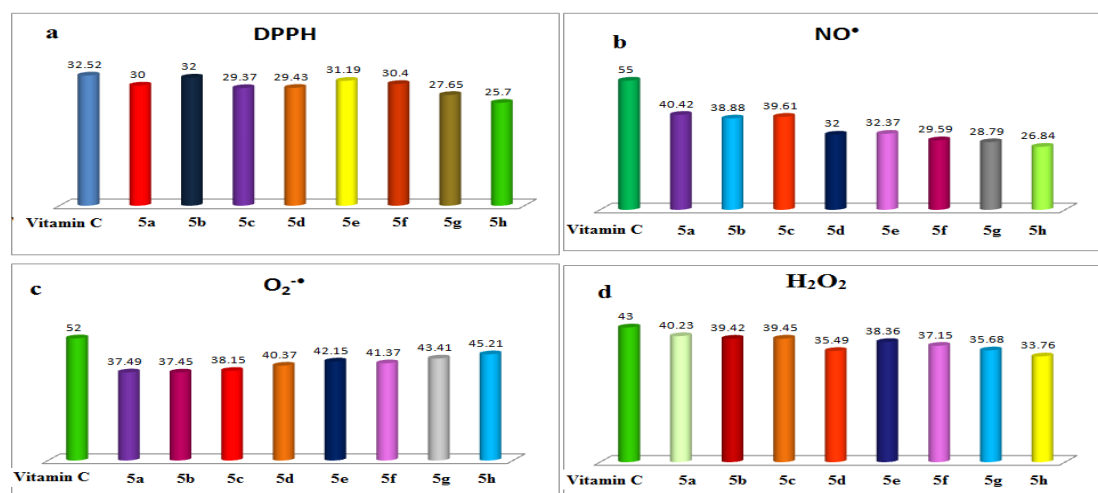 a
DPPH
32.52 30 32 29.37 29.43 31.19 30.4 27.65 25.7
Vitamin C 5a 5b 5c 5d 5e 5f 5g 5h
b
NO•
55 40.42 38.88 39.61 32 32.37 29.59 28.79 26.84
Vitamin C 5a 5b 5c 5d 5e 5f 5g 5h
c
O₂⁻•
52 37.49 37.45 38.15 40.37 42.15 41.37 43.41 45.21
Vitamin C 5a 5b 5c 5d 5e 5f 5g 5h
d
H₂O₂
43 40.23 39.42 39.45 35.49 38.36 37.15 35.68 33.76
Vitamin C 5a 5b 5c 5d 5e 5f 5g 5h